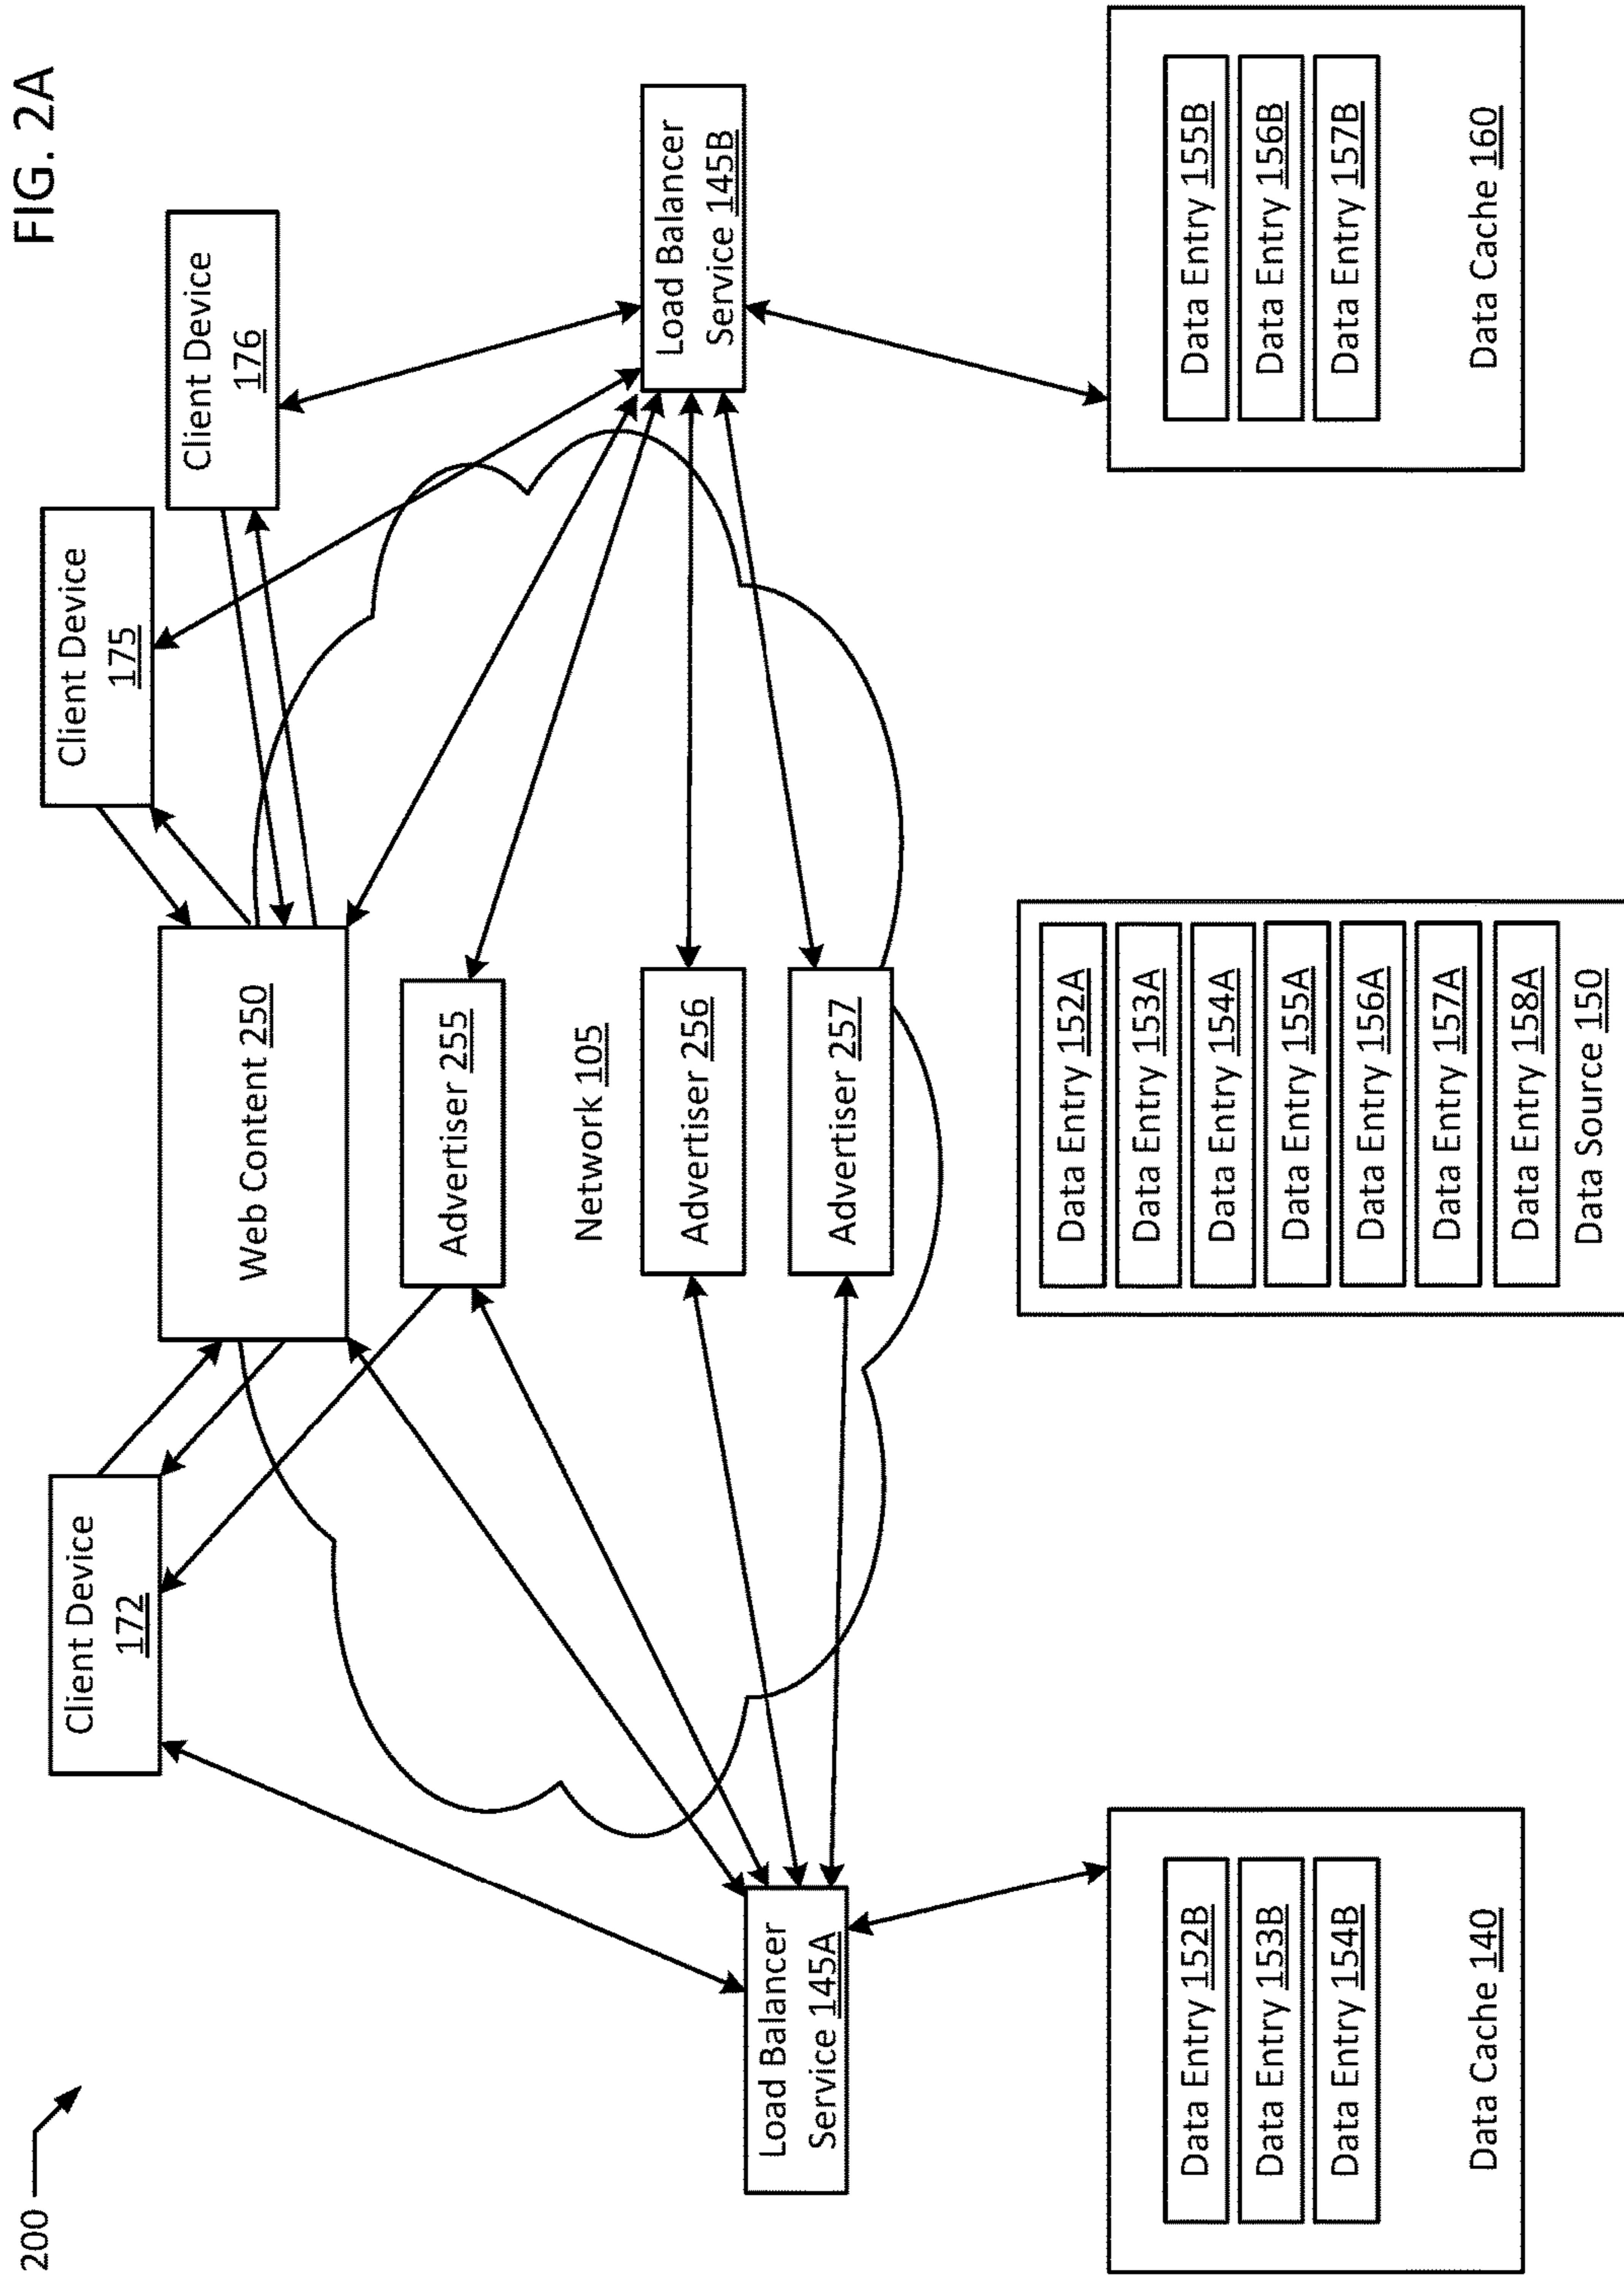 FIG. 2A
200
Client Device
172
Client Device
175
Client Device
176
Web Content 250
Advertiser 255
Network 105
Advertiser 256
Advertiser 257
Load Balancer
Service 145A
Load Balancer
Service 145B
Data Entry 152B
Data Entry 153B
Data Entry 154B
Data Cache 140
Data Entry 152A
Data Entry 153A
Data Entry 154A
Data Entry 155A
Data Entry 156A
Data Entry 157A
Data Entry 158A
Data Source 150
Data Entry 155B
Data Entry 156B
Data Entry 157B
Data Cache 160